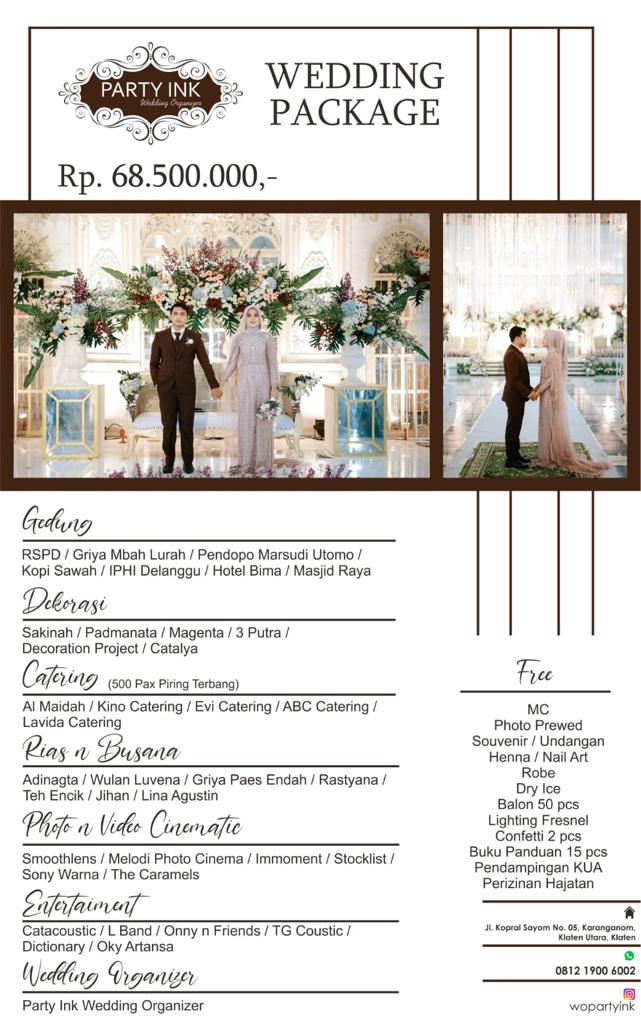 PARTY INK
Wedding Organizer
WEDDING
PACKAGE
Rp. 68.500.000,-
Gedung
RSPD / Griya Mbah Lurah / Pendopo Marsudi Utomo /
Kopi Sawah / IPHI Delanggu / Hotel Bima / Masjid Raya
Dekorasi
Sakinah / Padmanata / Magenta / 3 Putra /
Decoration Project / Catalya
Catering (500 Pax Piring Terbang)
Al Maidah / Kino Catering / Evi Catering / ABC Catering /
Lavida Catering
Rias n Busana
Adinagta / Wulan Luvena / Griya Paes Endah / Rastyana /
Teh Encik / Jihan / Lina Agustin
Photo n Video Cinematic
Smoothlens / Melodi Photo Cinema / Immoment / Stocklist /
Sony Warna / The Caramels
Entertaiment
Catacoustic / L Band / Onny n Friends / TG Coustic /
Dictionary / Oky Artansa
Wedding Organizer
Party Ink Wedding Organizer
Free
MC
Photo Prewed
Souvenir / Undangan
Henna / Nail Art
Robe
Dry Ice
Balon 50 pcs
Lighting Fresnel
Confetti 2 pcs
Buku Panduan 15 pcs
Pendampingan KUA
Perizinan Hajatan
Jl. Kopral Sayom No. 05, Karanganom,
Klaten Utara, Klaten
0812 1900 6002
wopartyink